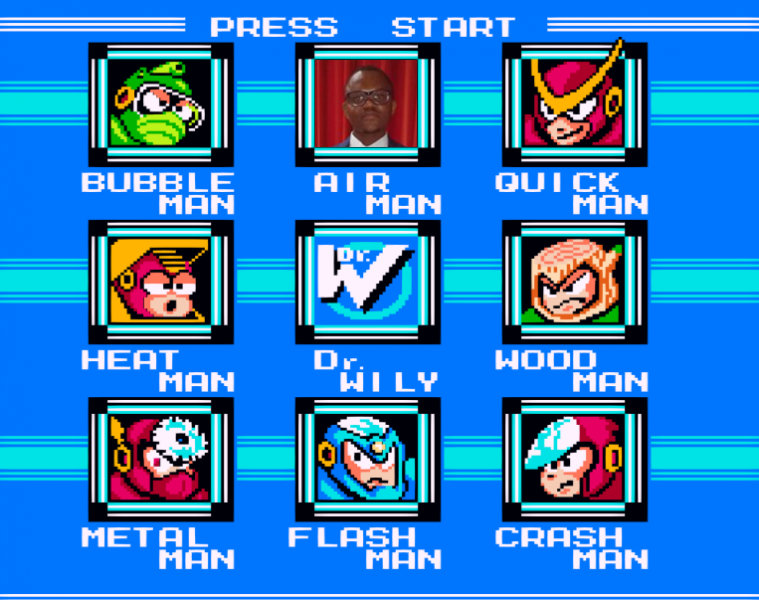 PRESS START
BUBBLE MAN
AIR MAN
QUICK MAN
HEAT MAN
Dr. W
Dr. WILY
WOOD MAN
METAL MAN
FLASH MAN
CRASH MAN